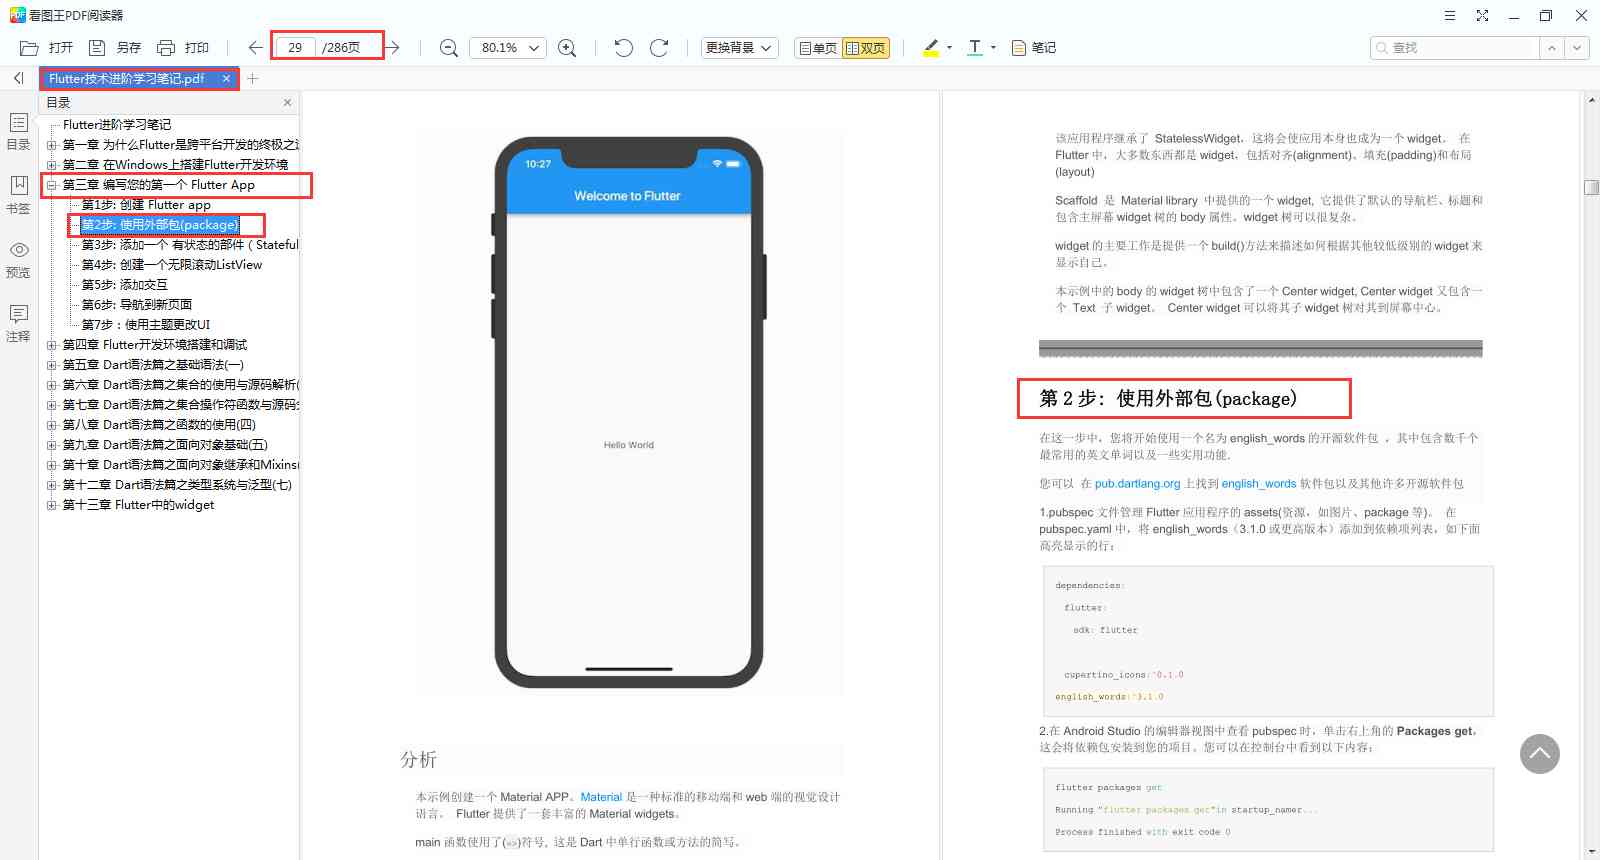 看图王PDF阅读器
打开 另存 打印 29 /286页 80.1% 更换背景 单页 双页 T 笔记 查找
Flutter技术进阶学习笔记.pdf
目录
目录
书签
预览
注释
Flutter进阶学习笔记
第一章 为什么Flutter是跨平台开发的终极之
第二章 在Windows上搭建Flutter开发环境
第三章 编写您的第一个 Flutter App
第1步: 创建 Flutter app
第2步: 使用外部包(package)
第3步: 添加一个 有状态的部件（Stateful
第4步: 创建一个无限滚动ListView
第5步: 添加交互
第6步: 导航到新页面
第7步：使用主题更改UI
第四章 Flutter开发环境搭建和调试
第五章 Dart语法篇之基础语法(一)
第六章 Dart语法篇之集合的使用与源码解析(
第七章 Dart语法篇之集合操作符函数与源码
第八章 Dart语法篇之函数的使用(四)
第九章 Dart语法篇之面向对象基础(五)
第十章 Dart语法篇之面向对象继承和Mixins
第十二章 Dart语法篇之类型系统与泛型(七)
第十三章 Flutter中的widget
10:27
Welcome to Flutter
Hello World
分析
本示例创建一个 Material APP。Material 是一种标准的移动端和 web 端的视觉设计
语言。 Flutter 提供了一套丰富的 Material widgets。
main 函数使用了(=>)符号, 这是 Dart 中单行函数或方法的简写。
该应用程序继承了 StatelessWidget，这将会使应用本身也成为一个 widget。 在
Flutter 中，大多数东西都是 widget，包括对齐(alignment)、填充(padding)和布局
(layout)
Scaffold 是 Material library 中提供的一个 widget, 它提供了默认的导航栏、标题和
包含主屏幕 widget 树的 body 属性。widget 树可以很复杂。
widget 的主要工作是提供一个 build()方法来描述如何根据其他较低级别的 widget 来
显示自己。
本示例中的 body 的 widget 树中包含了一个 Center widget, Center widget 又包含一
个 Text 子 widget。 Center widget 可以将其子 widget 树对其到屏幕中心。
第 2 步: 使用外部包(package)
在这一步中，您将开始使用一个名为 english_words 的开源软件包 ，其中包含数千个
最常用的英文单词以及一些实用功能.
您可以 在 pub.dartlang.org 上找到 english_words 软件包以及其他许多开源软件包
1.pubspec 文件管理 Flutter 应用程序的 assets(资源，如图片、package 等)。 在
pubspec.yaml 中，将 english_words（3.1.0 或更高版本）添加到依赖项列表，如下面
高亮显示的行：
dependencies:
flutter:
sdk: flutter
cupertino_icons:^0.1.0
english_words:^3.1.0
2.在 Android Studio 的编辑器视图中查看 pubspec 时，单击右上角的 Packages get，
这会将依赖包安装到您的项目。您可以在控制台中看到以下内容：
flutter packages get
Running "flutter packages get"in startup_namer...
Process finished with exit code 0